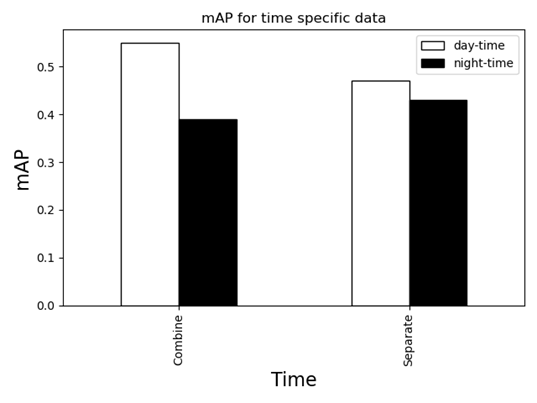 mAP for time specific data
day-time
night-time
mAP
0.5
0.4
0.3
0.2
0.1
0.0
Combine
Separate
Time